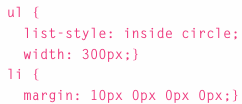 ul {
list-style: inside circle;
width: 300px;}
li {
margin: 10px 0px 0px 0px;}